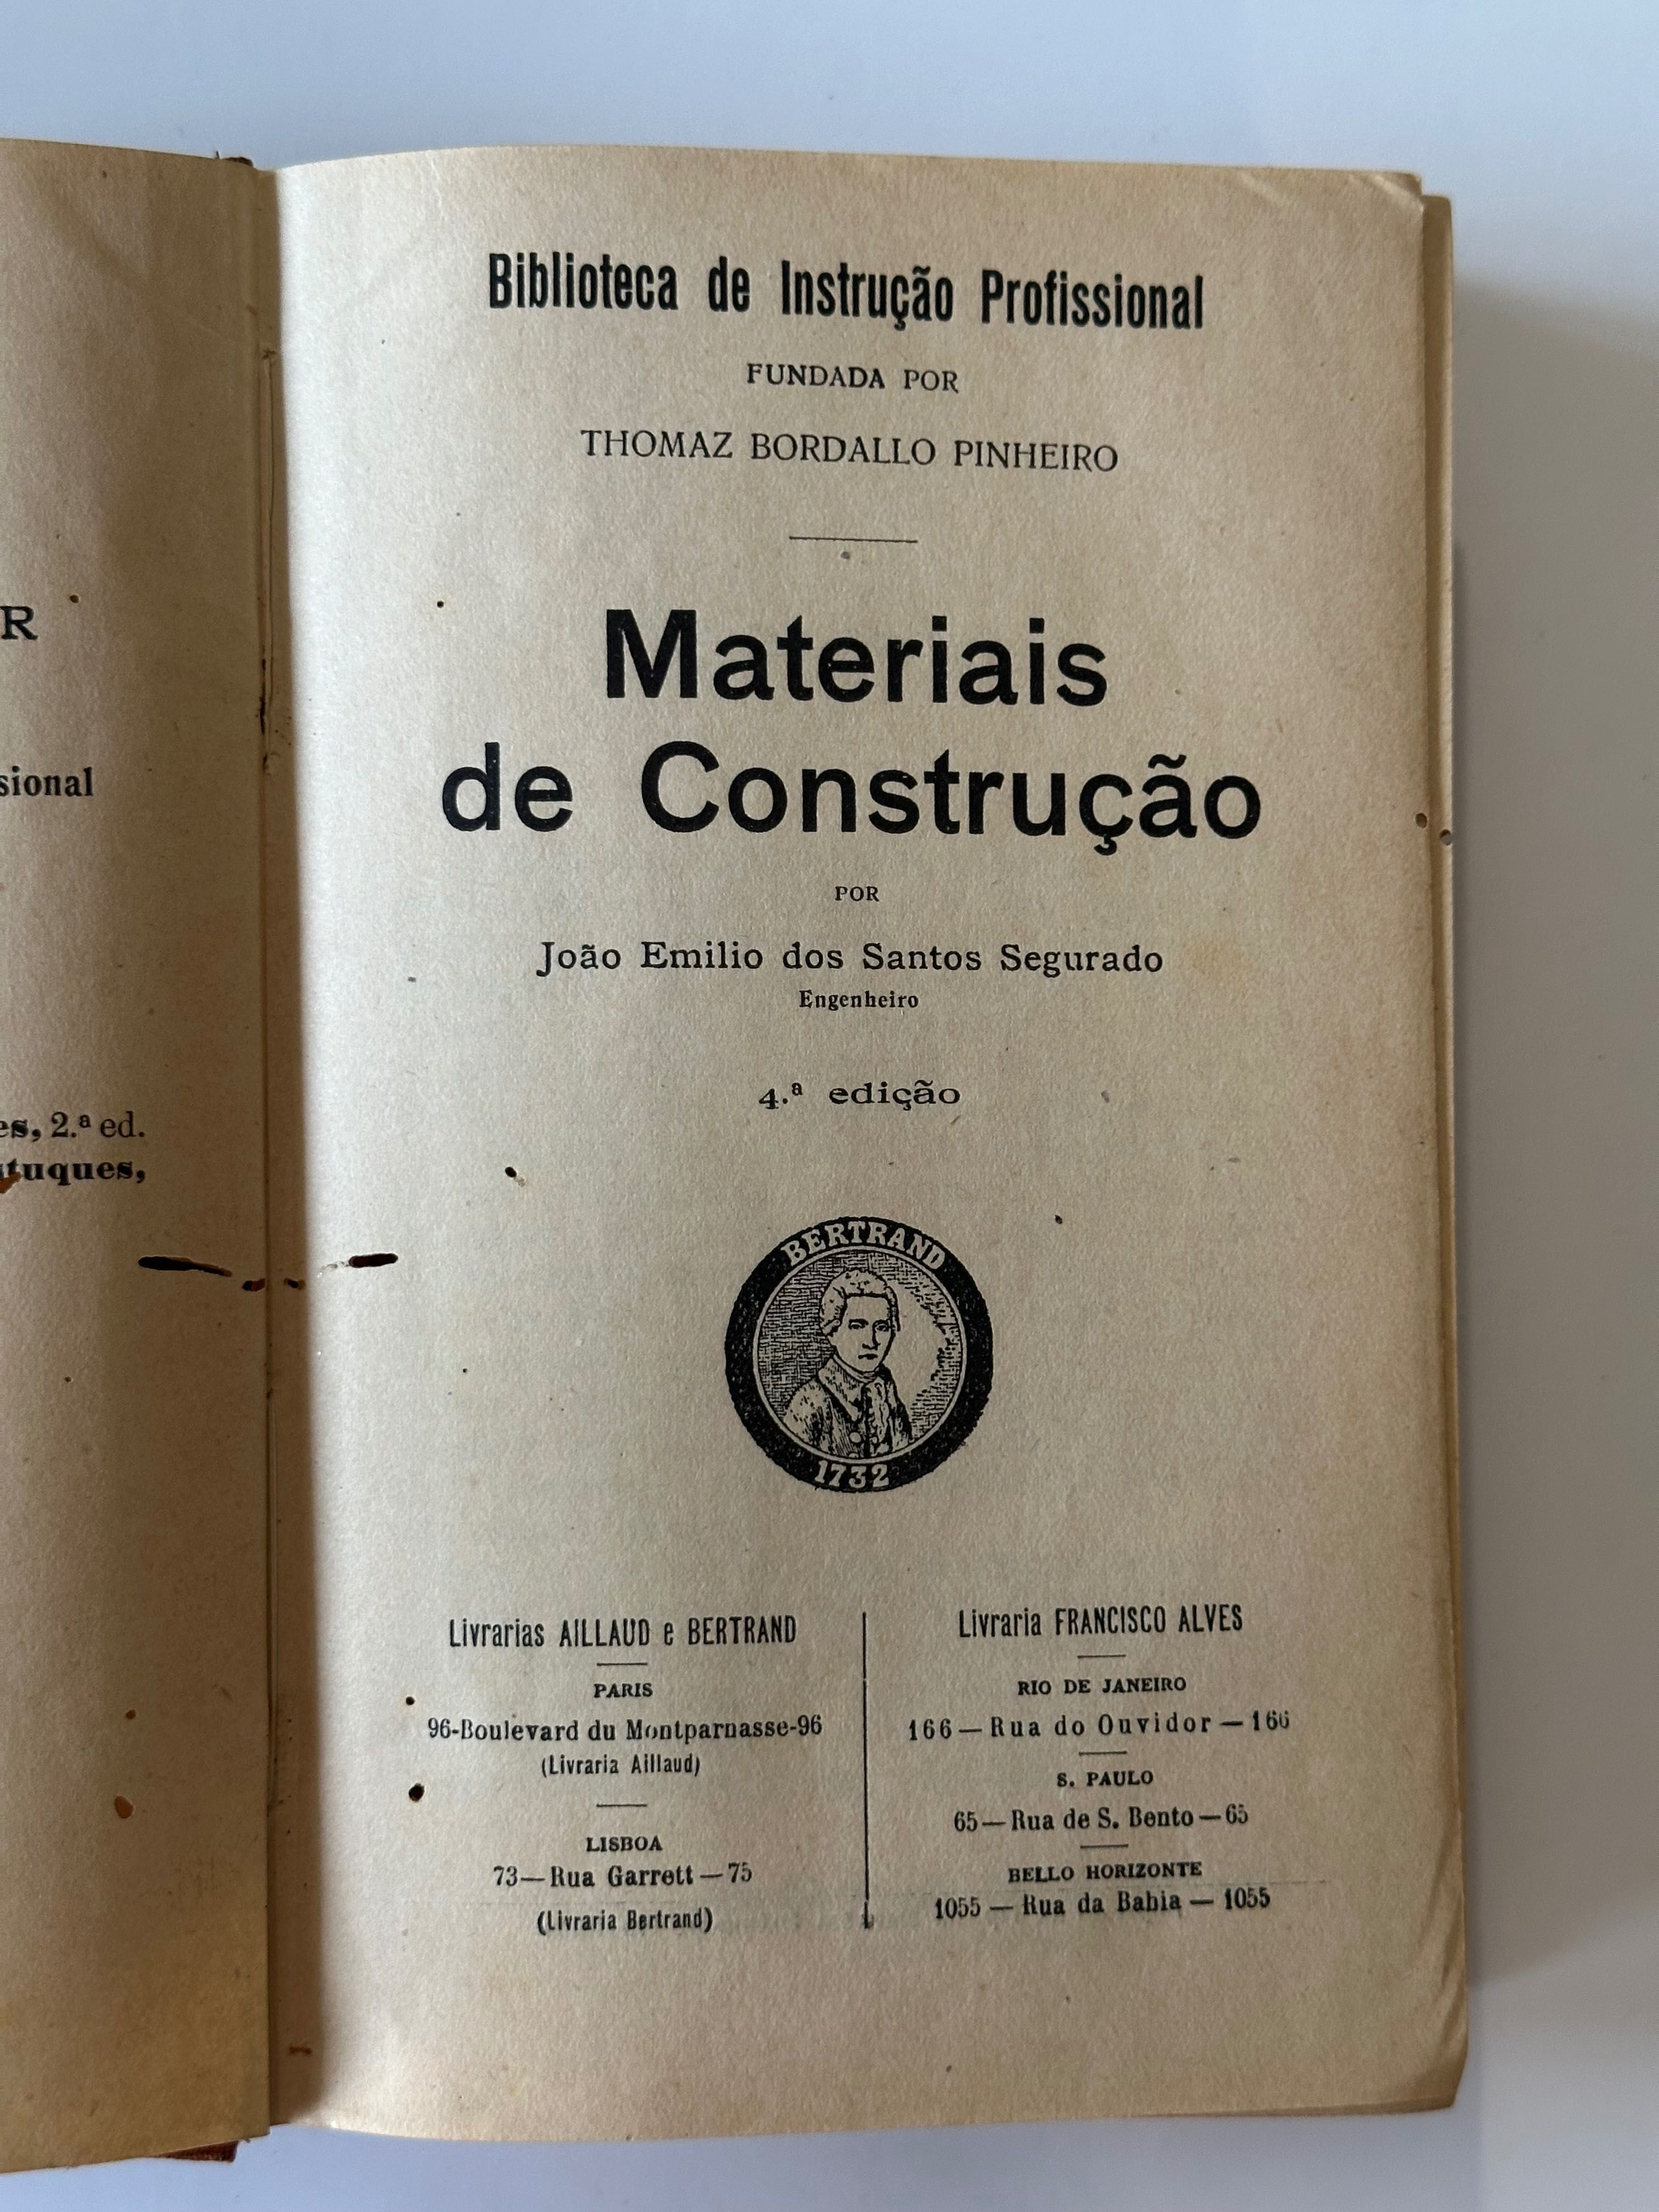 R
sional
es, 2.ª ed.
tuques,
Biblioteca de Instrução Profissional
FUNDADA POR
THOMAZ BORDALLO PINHEIRO
Materiais
de Construção
POR
João Emilio dos Santos Segurado
Engenheiro
4.ª edição
BERTRAND
1732
Livrarias AILLAUD e BERTRAND
PARIS
96-Boulevard du Montparnasse-96
(Livraria Aillaud)
LISBOA
73—Rua Garrett—75
(Livraria Bertrand)
Livraria FRANCISCO ALVES
RIO DE JANEIRO
166—Rua do Ouvidor—166
S. PAULO
65—Rua de S. Bento—65
BELLO HORIZONTE
1055 — Rua da Bahia — 1055